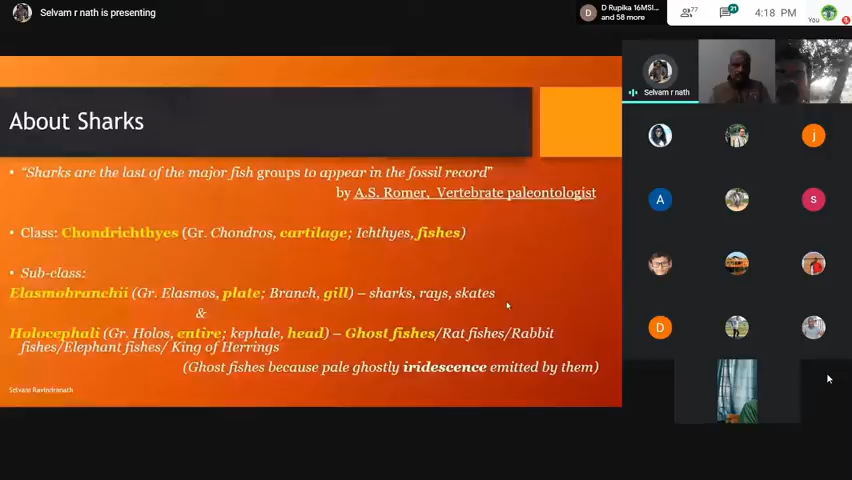 Selvam r nath is presenting
D Rupika 16MSI...
and 58 more
77
21
4:18 PM
You
About Sharks
• “Sharks are the last of the major fish groups to appear in the fossil record”
by A.S. Romer, Vertebrate paleontologist
• Class: Chondrichthyes (Gr. Chondros, cartilage; Ichthyes, fishes)
• Sub-class:
Elasmobranchii (Gr. Elasmos, plate; Branch, gill) – sharks, rays, skates
&
Holocephali (Gr. Holos, entire; kephale, head) – Ghost fishes/Rat fishes/Rabbit
fishes/Elephant fishes/ King of Herrings
(Ghost fishes because pale ghostly iridescence emitted by them)
Selvam Ravindranath
Selvam r nath
j
A
s
D
D